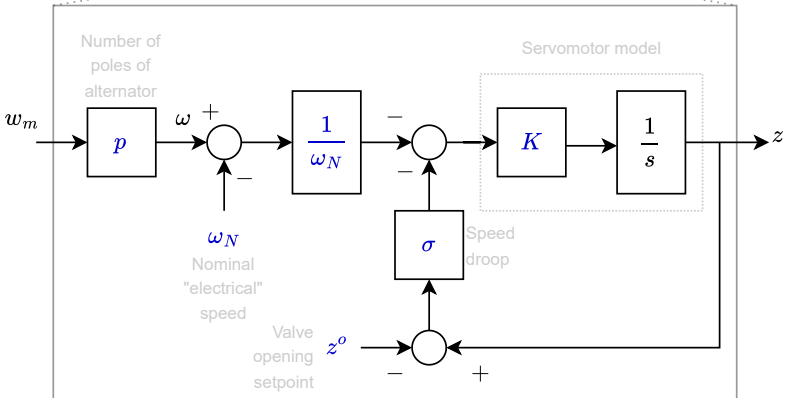 Number of
poles of
alternator
Servomotor model
w_m
p
ω
+
−
1
ω_N
−
−
K
1
s
z
ω_N
Nominal
"electrical"
speed
σ
Speed
droop
Valve
opening
setpoint
z^o
−
+